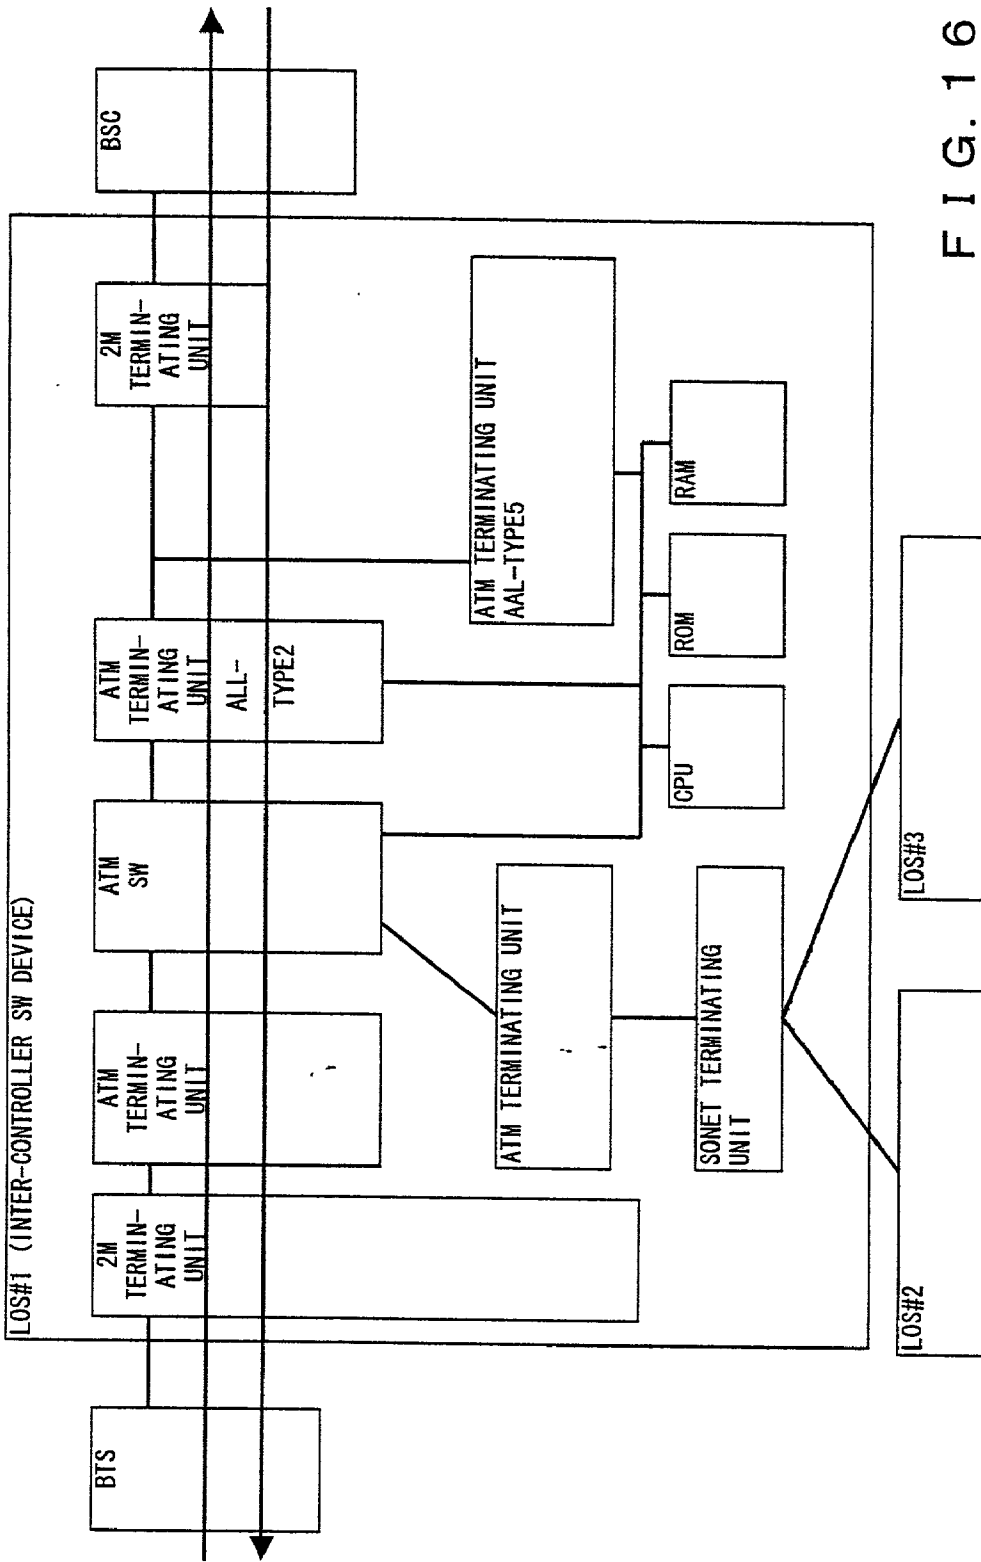 LOS#1 (INTER-CONTROLLER SW DEVICE)
BTS
2M
TERMIN-
ATING
UNIT
ATM
TERMIN-
ATING
UNIT
ATM
SW
ATM
TERMIN-
ATING
UNIT
ALL-
TYPE2
2M
TERMIN-
ATING
UNIT
BSC
ATM TERMINATING UNIT
ATM TERMINATING UNIT
AAL-TYPE5
SONET TERMINATING
UNIT
CPU
ROM
RAM
LOS#2
LOS#3
FIG. 16